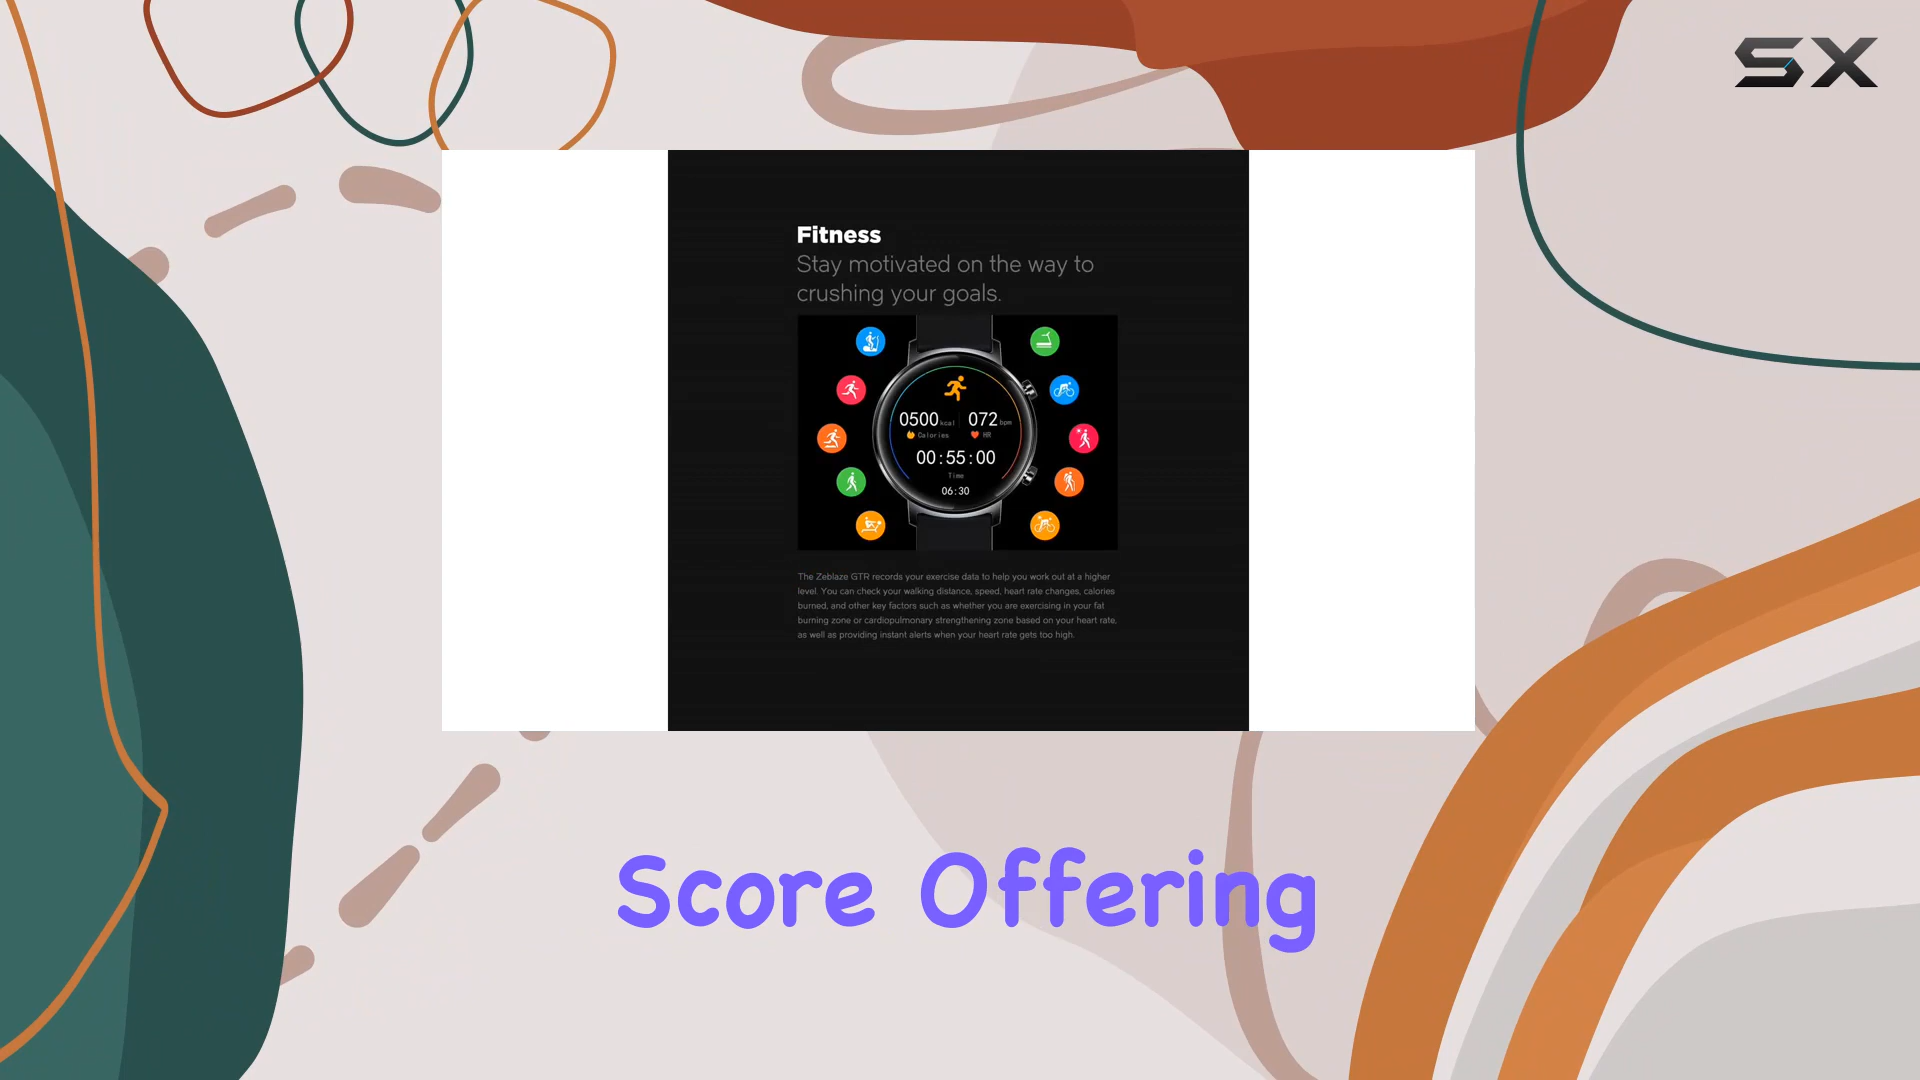 SX
Fitness
Stay motivated on the way to
crushing your goals.
0500 kcal 072 bpm
Calories HR
00:55:00
Time
06:30
The Zeblaze GTR records your exercise data to help you work out at a higher
level. You can check your walking distance, speed, heart rate changes, calories
burned, and other key factors such as whether you are exercising in your fat
burning zone or cardiopulmonary strengthening zone based on your heart rate,
as well as providing instant alerts when your heart rate gets too high.
Score Offering